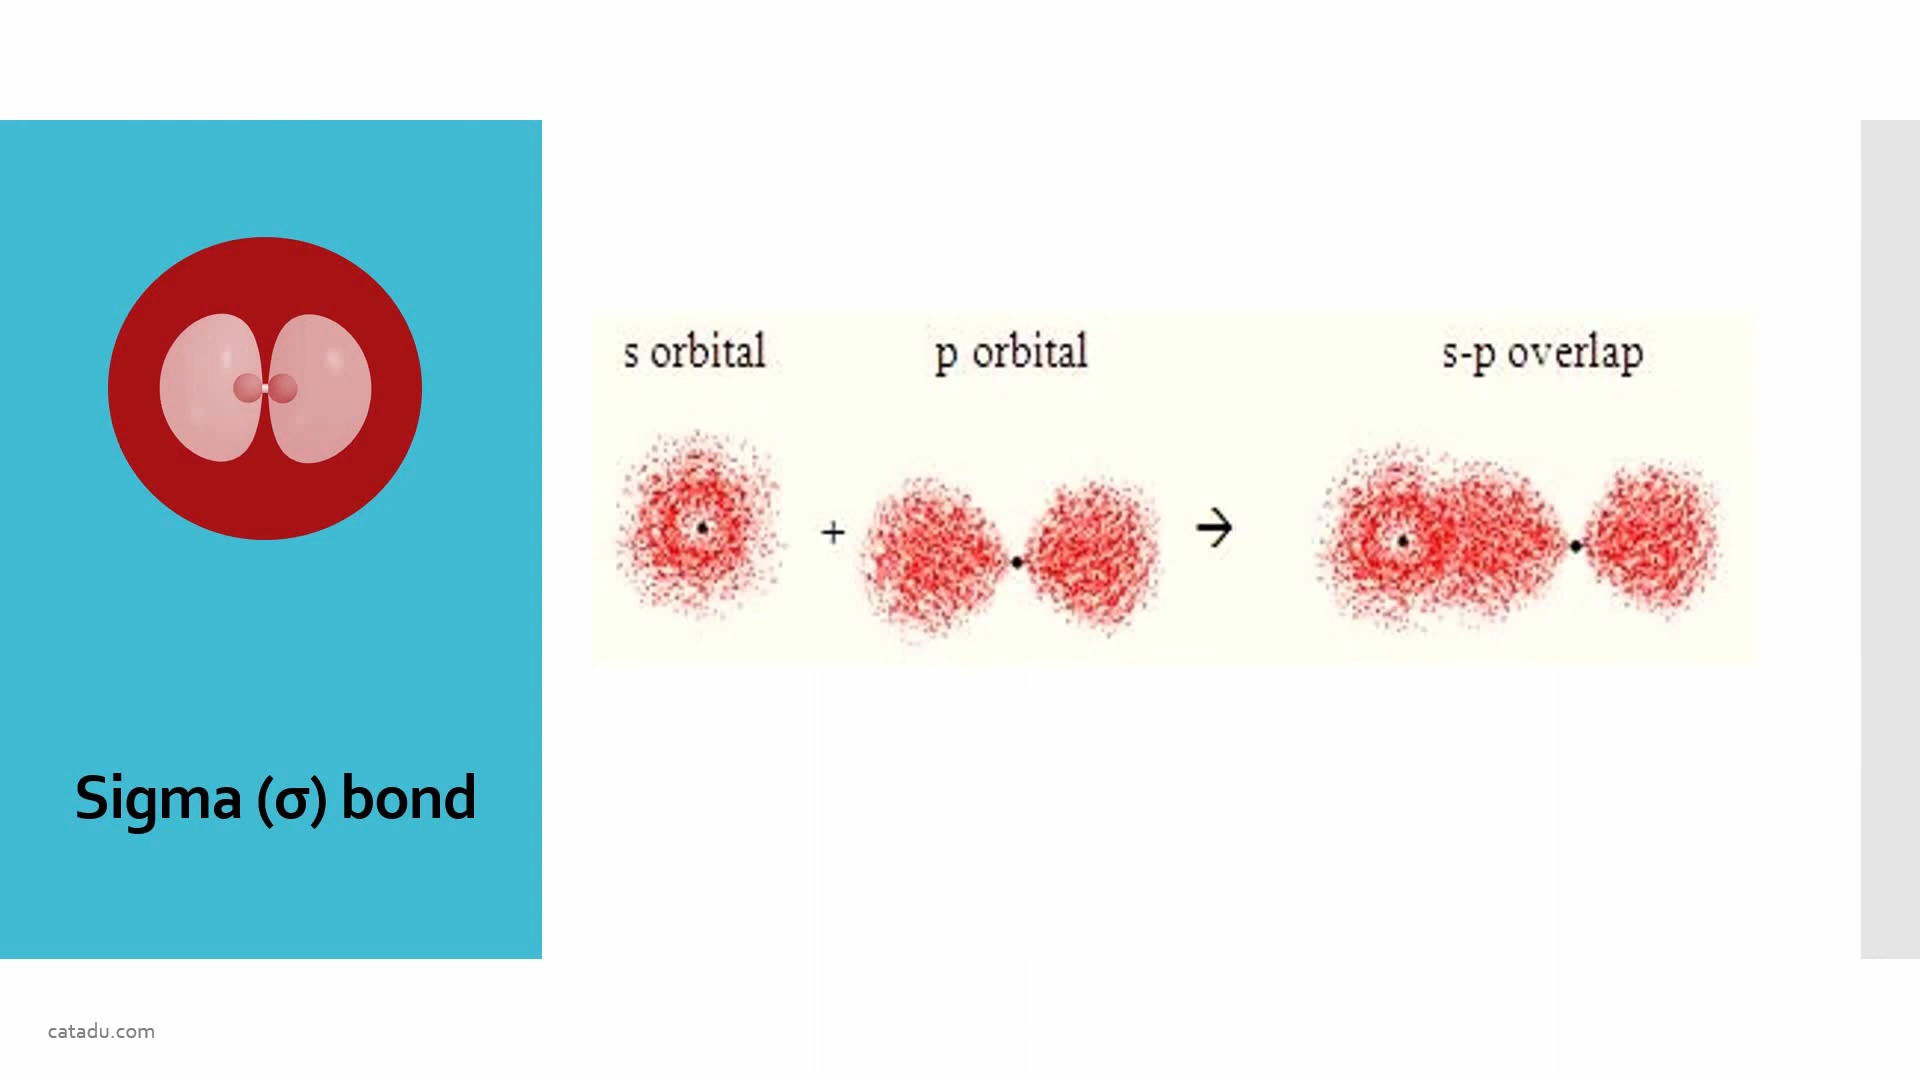 s orbital
p orbital
s-p overlap
+
→
Sigma (σ) bond
catadu.com